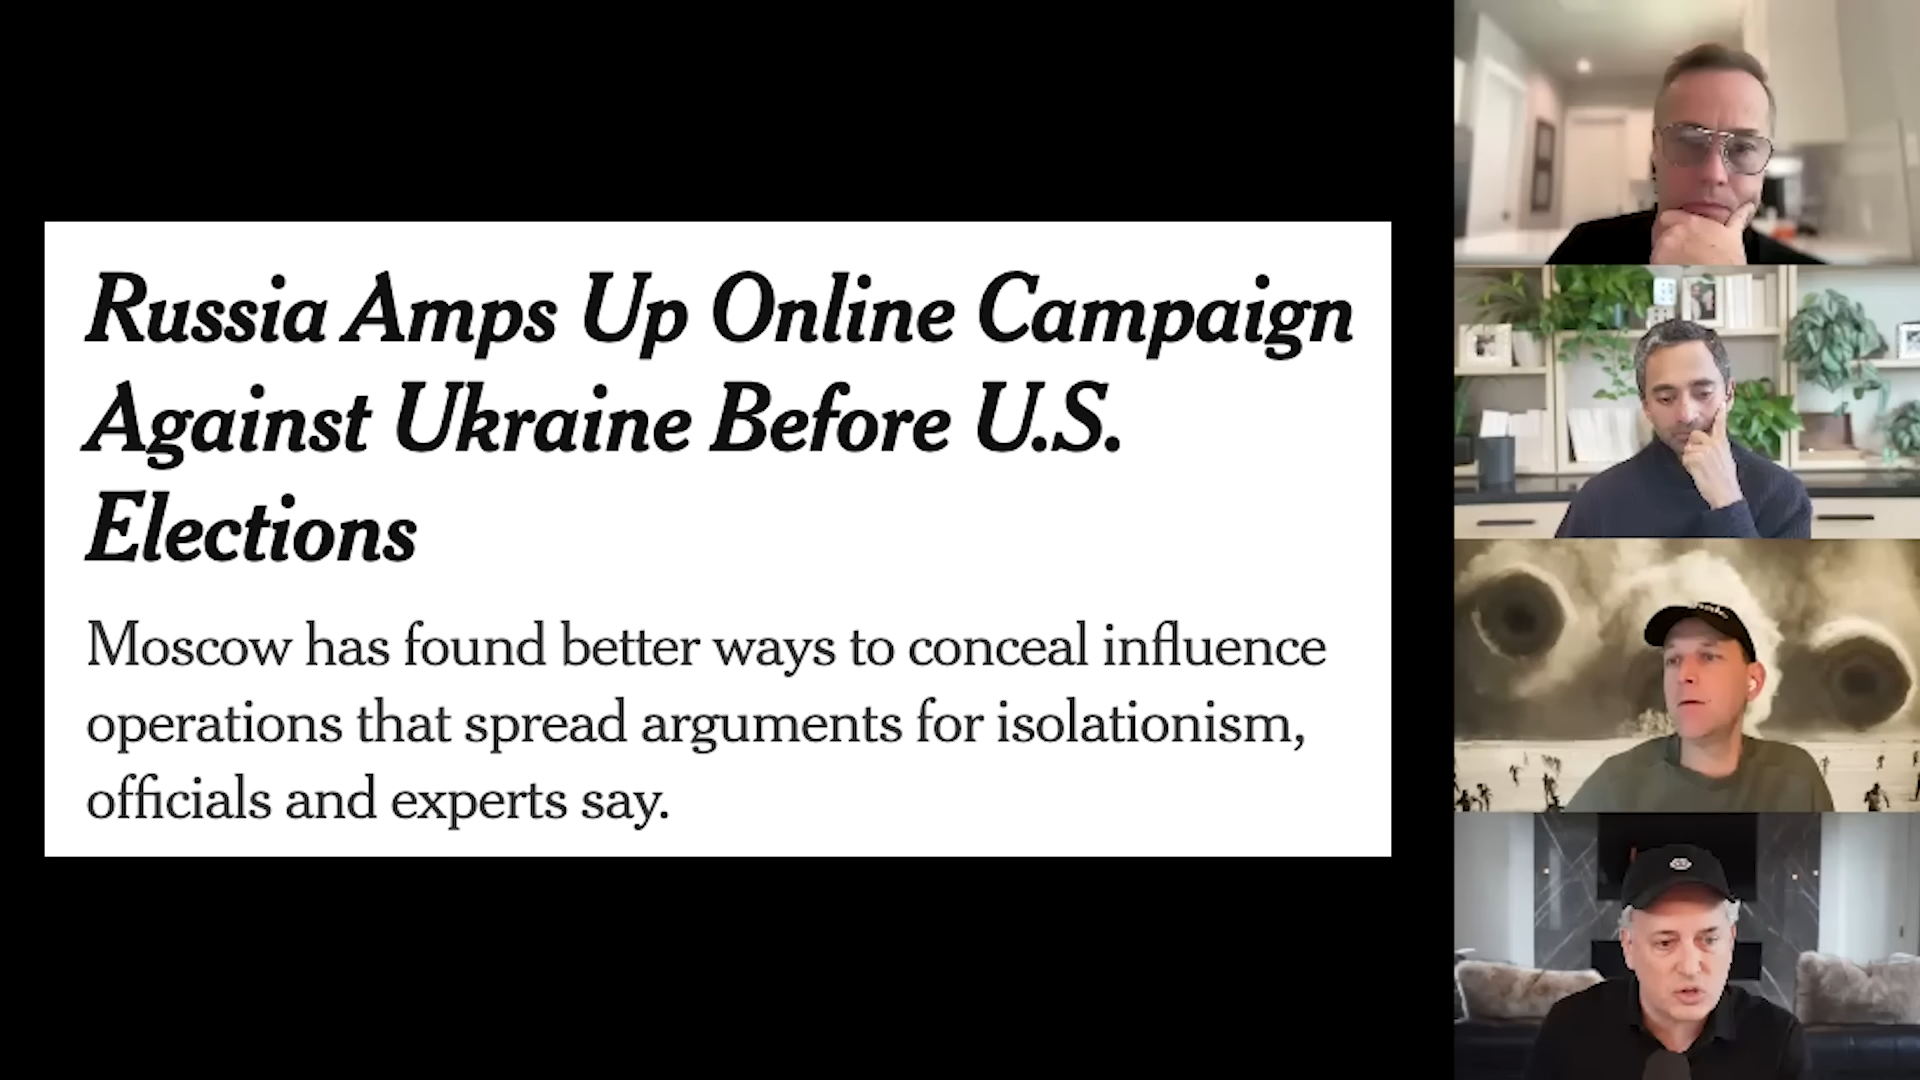 Russia Amps Up Online Campaign
Against Ukraine Before U.S.
Elections
Moscow has found better ways to conceal influence
operations that spread arguments for isolationism,
officials and experts say.